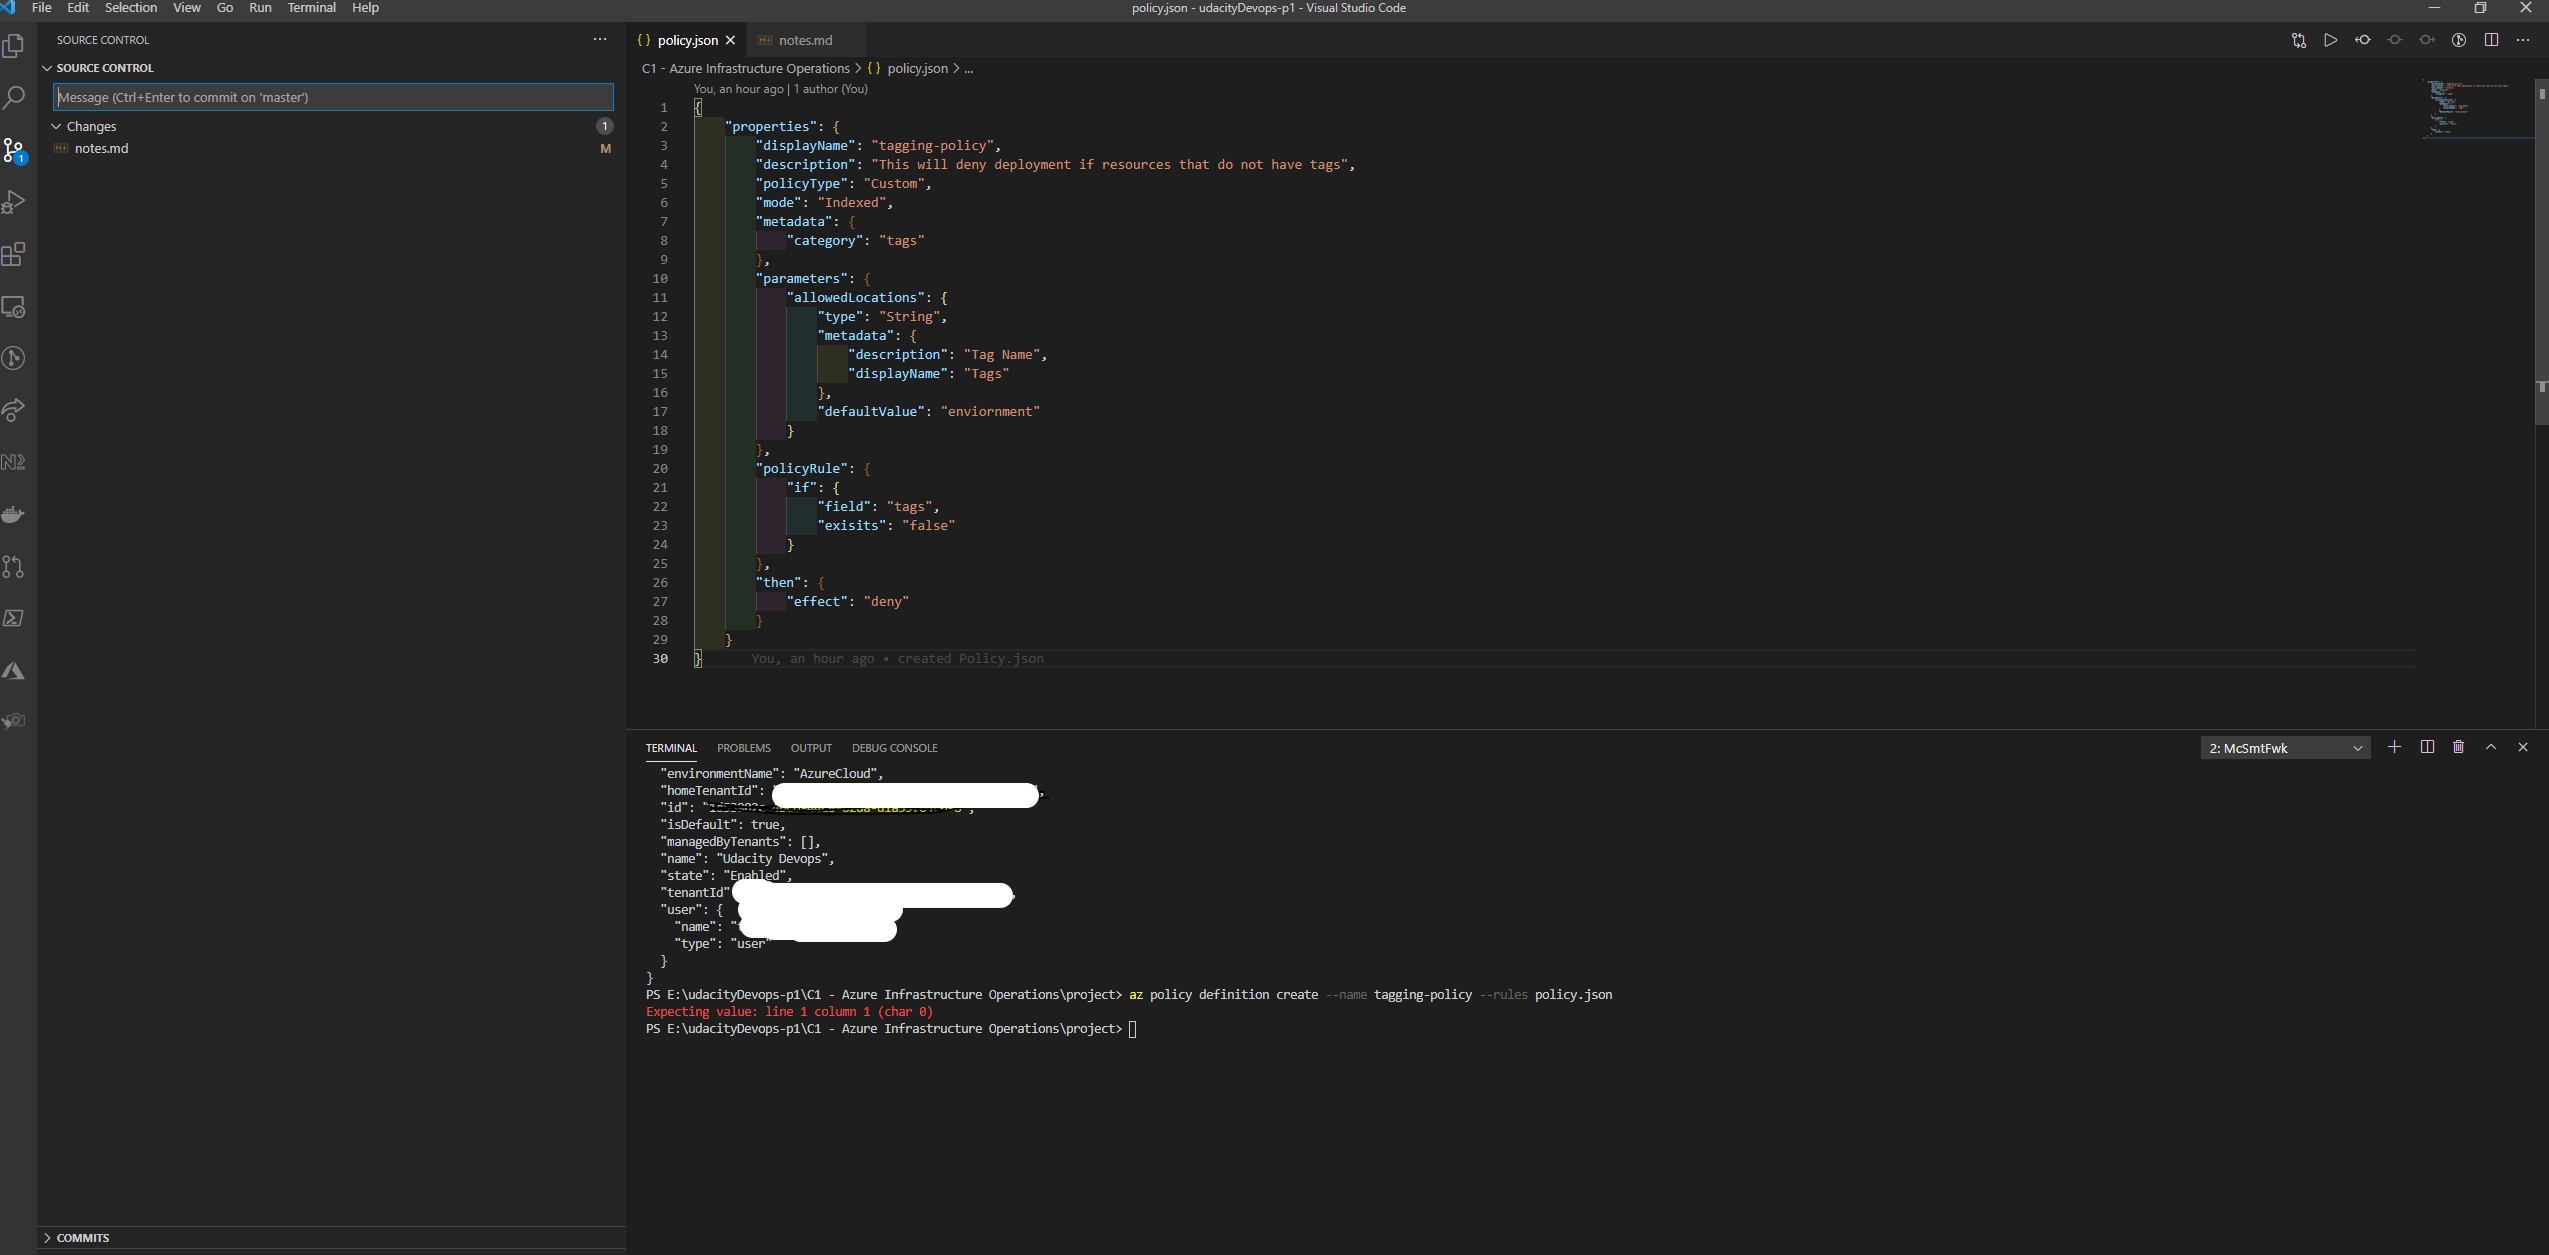 File Edit Selection View Go Run Terminal Help
policy.json - udacityDevops-p1 - Visual Studio Code
SOURCE CONTROL
SOURCE CONTROL
Message (Ctrl+Enter to commit on 'master')
Changes 1
notes.md M
COMMITS
1
N2
policy.json notes.md
C1 - Azure Infrastructure Operations > {} policy.json > ...
You, an hour ago | 1 author (You)
1 {
2 "properties": {
3 "displayName": "tagging-policy",
4 "description": "This will deny deployment if resources that do not have tags",
5 "policyType": "Custom",
6 "mode": "Indexed",
7 "metadata": {
8 "category": "tags"
9 },
10 "parameters": {
11 "allowedLocations": {
12 "type": "String",
13 "metadata": {
14 "description": "Tag Name",
15 "displayName": "Tags"
16 },
17 "defaultValue": "enviornment"
18 }
19 },
20 "policyRule": {
21 "if": {
22 "field": "tags",
23 "exisits": "false"
24 }
25 },
26 "then": {
27 "effect": "deny"
28 }
29 }
30 } You, an hour ago • created Policy.json
TERMINAL PROBLEMS OUTPUT DEBUG CONSOLE
2: McSmtFwk
"environmentName": "AzureCloud",
"homeTenantId":
"id":
"isDefault": true,
"managedByTenants": [],
"name": "Udacity Devops",
"state": "Enabled",
"tenantId"
"user": {
"name":
"type": "user"
}
}
PS E:\udacityDevops-p1\C1 - Azure Infrastructure Operations\project> az policy definition create --name tagging-policy --rules policy.json
Expecting value: line 1 column 1 (char 0)
PS E:\udacityDevops-p1\C1 - Azure Infrastructure Operations\project>